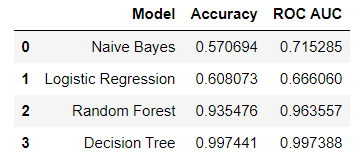 Model Accuracy ROC AUC
0 Naive Bayes 0.570694 0.715285
1 Logistic Regression 0.608073 0.666060
2 Random Forest 0.935476 0.963557
3 Decision Tree 0.997441 0.997388